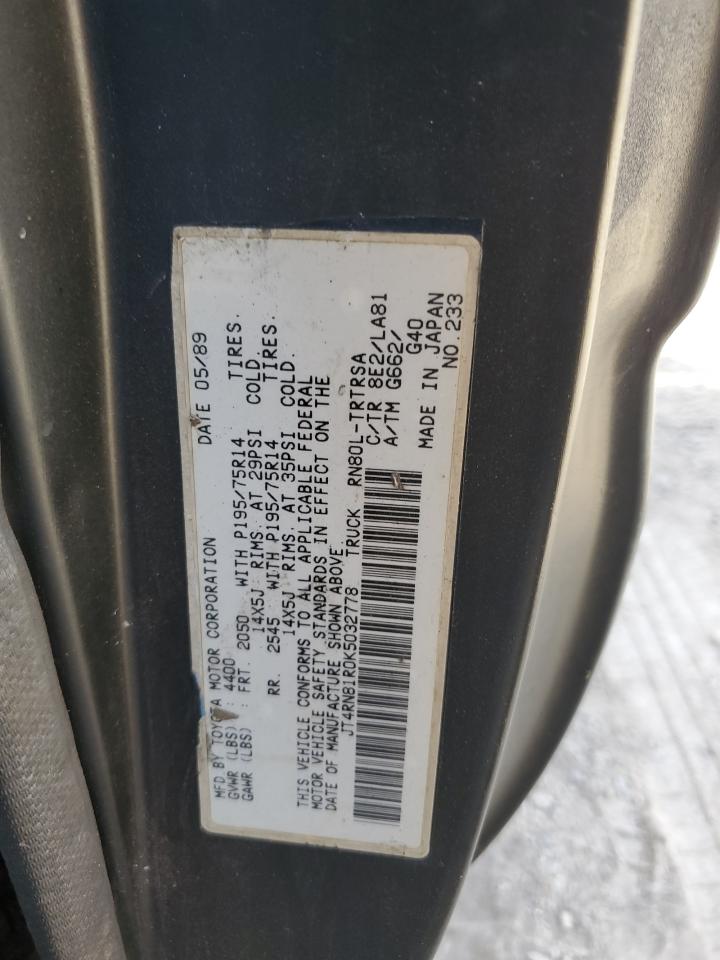 MFD BY TOYOTA MOTOR CORPORATION DATE 05/89
GVWR (LBS) : 4400
GAWR (LBS) : FRT. 2050 WITH P195/75R14 TIRES.
14X5J RIMS. AT 29PSI COLD.
RR. 2545 WITH P195/75R14 TIRES.
14X5J RIMS. AT 35PSI COLD.
THIS VEHICLE CONFORMS TO ALL APPLICABLE FEDERAL
MOTOR VEHICLE SAFETY STANDARDS IN EFFECT ON THE
DATE OF MANUFACTURE SHOWN ABOVE.
JT4RN81R0K5032778 TRUCK RN80L-TRTRSA
C/TR 8E2/LA81
A/TM G662/
G40
MADE IN JAPAN
NO.233